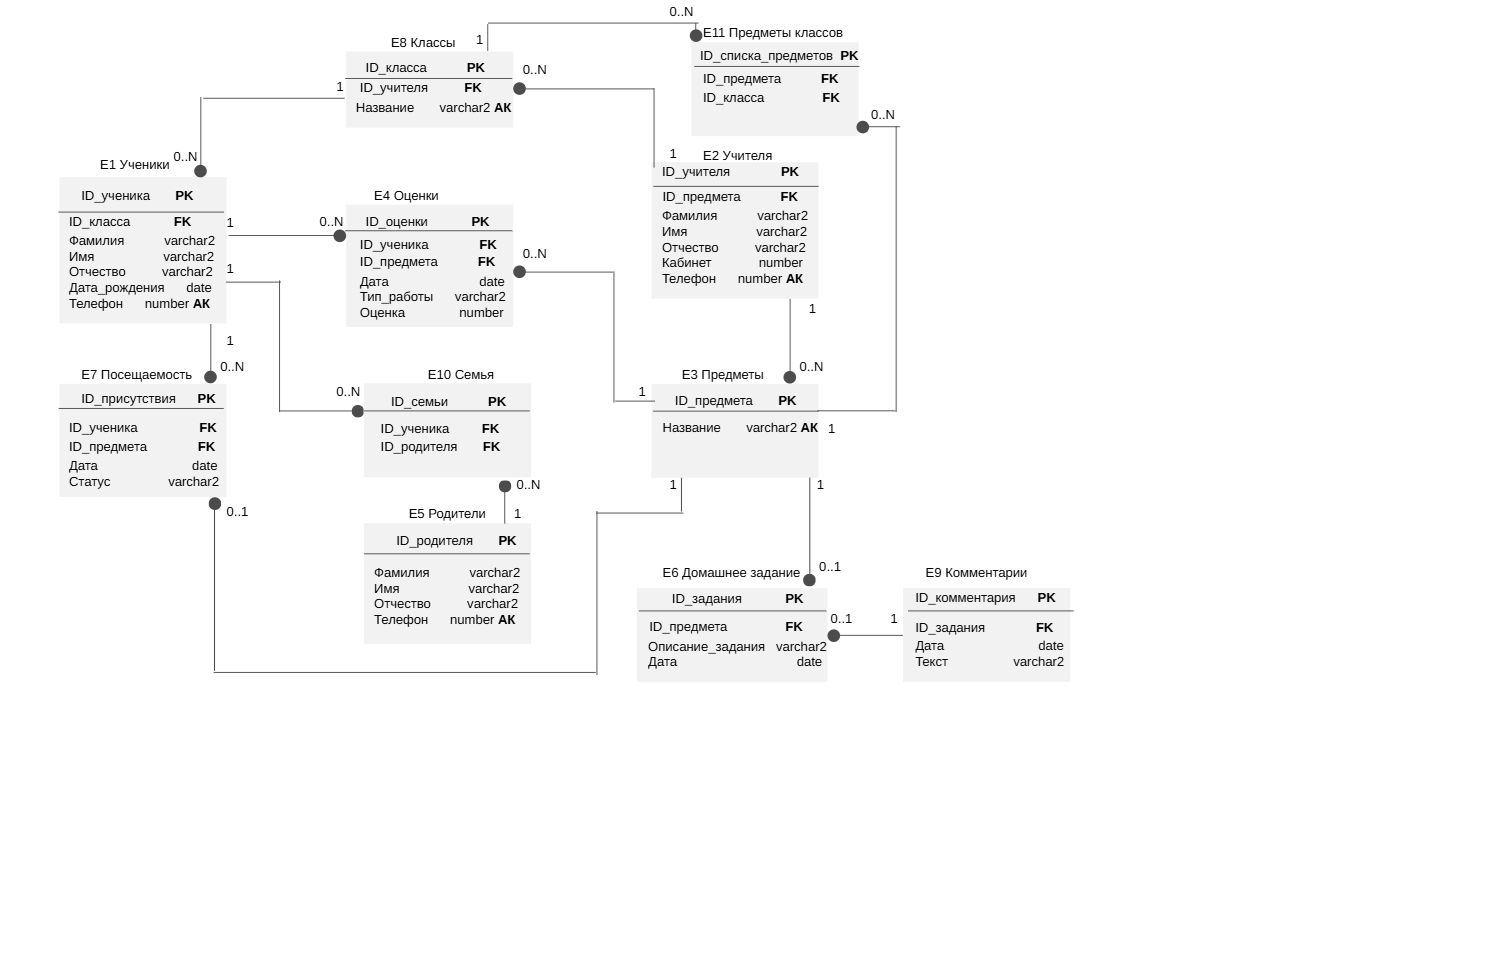 0..N
E8 Классы
1
E11 Предметы классов
ID_класса PK
ID_учителя FK
Название varchar2 АК
0..N
1
ID_списка_предметов PK
ID_предмета FK
ID_класса FK
0..N
E1 Ученики
0..N
ID_ученика PK
ID_класса FK
Фамилия varchar2
Имя varchar2
Отчество varchar2
Дата_рождения date
Телефон number АК
1
1
1
E4 Оценки
0..N
ID_оценки PK
ID_ученика FK
ID_предмета FK
Дата date
Тип_работы varchar2
Оценка number
0..N
1
E2 Учителя
ID_учителя PK
ID_предмета FK
Фамилия varchar2
Имя varchar2
Отчество varchar2
Кабинет number
Телефон number АК
1
E7 Посещаемость
0..N
ID_присутствия PK
ID_ученика FK
ID_предмета FK
Дата date
Статус varchar2
0..1
E10 Семья
0..N
ID_семьи PK
ID_ученика FK
ID_родителя FK
0..N
1
E3 Предметы
0..N
1
ID_предмета PK
Название varchar2 АК
1
1
1
E5 Родители
ID_родителя PK
Фамилия varchar2
Имя varchar2
Отчество varchar2
Телефон number АК
E6 Домашнее задание
0..1
ID_задания PK
ID_предмета FK
Описание_задания varchar2
Дата date
0..1
1
E9 Комментарии
ID_комментария PK
ID_задания FK
Дата date
Текст varchar2